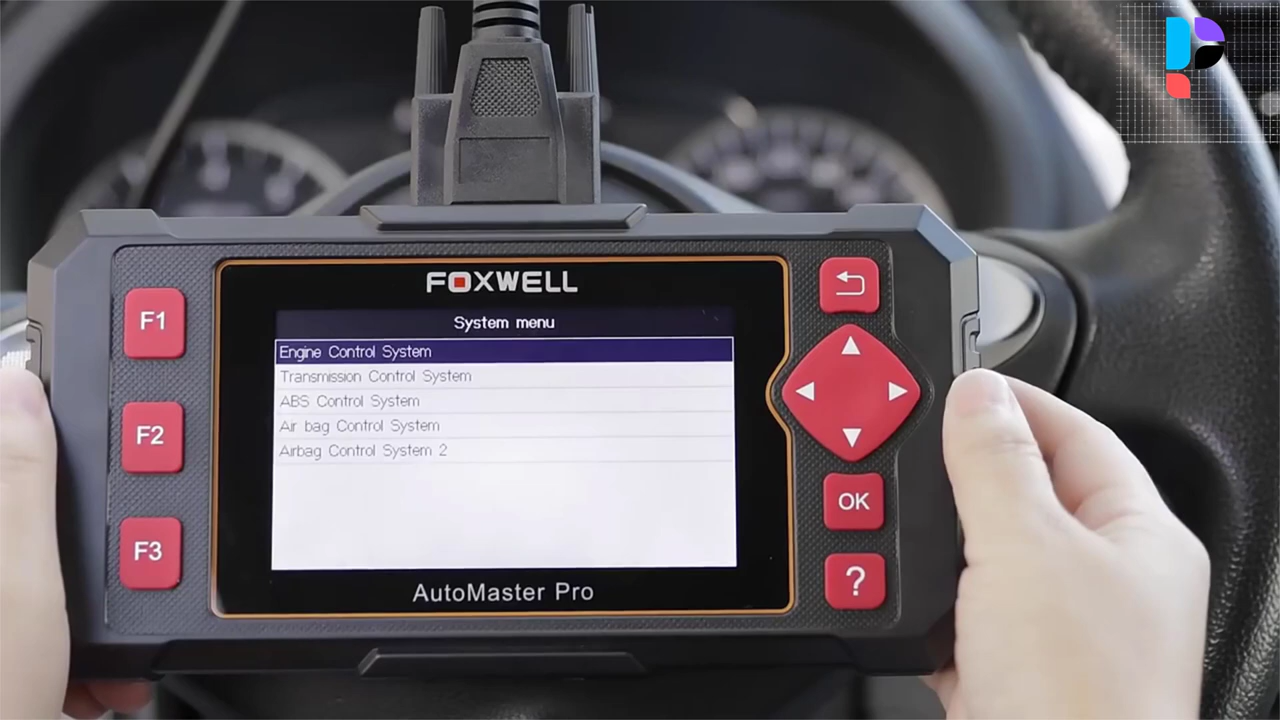 FOXWELL
System menu
Engine Control System
Transmission Control System
ABS Control System
Air bag Control System
Airbag Control System 2
AutoMaster Pro
F1
F2
F3
OK
?